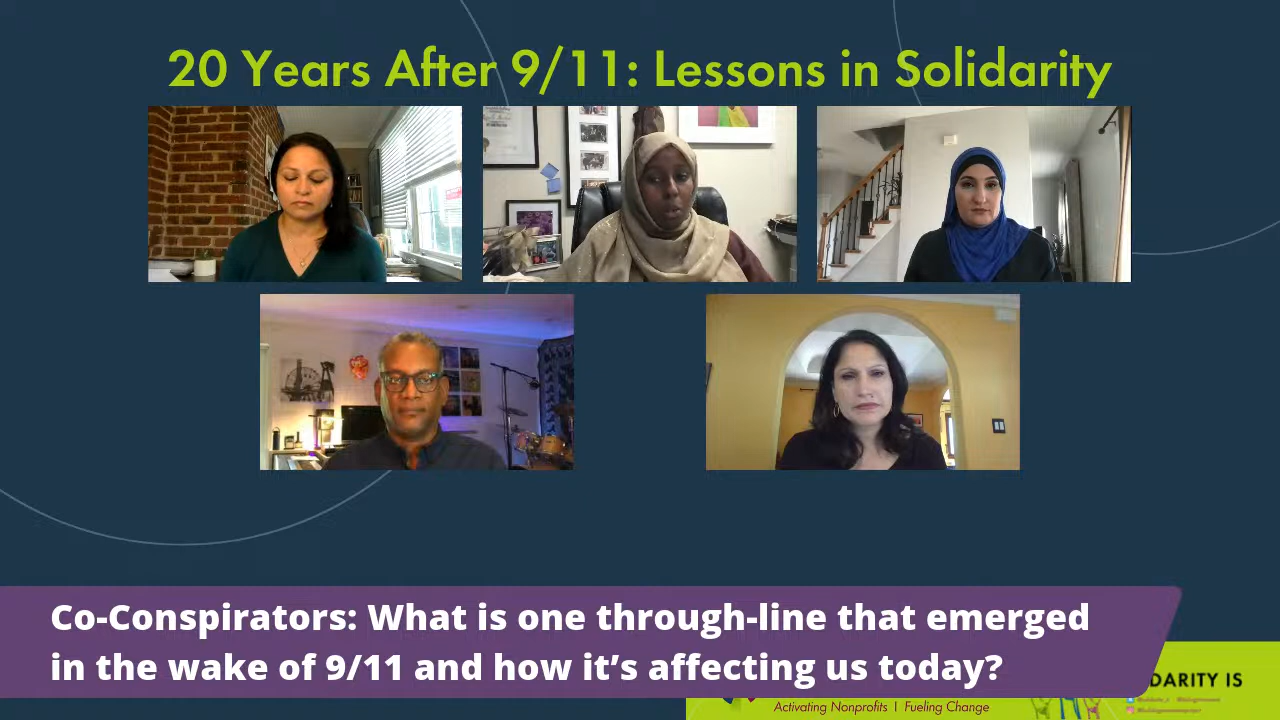 20 Years After 9/11: Lessons in Solidarity
Co-Conspirators: What is one through-line that emerged
in the wake of 9/11 and how it’s affecting us today?
DARITY IS
Activating Nonprofits | Fueling Change